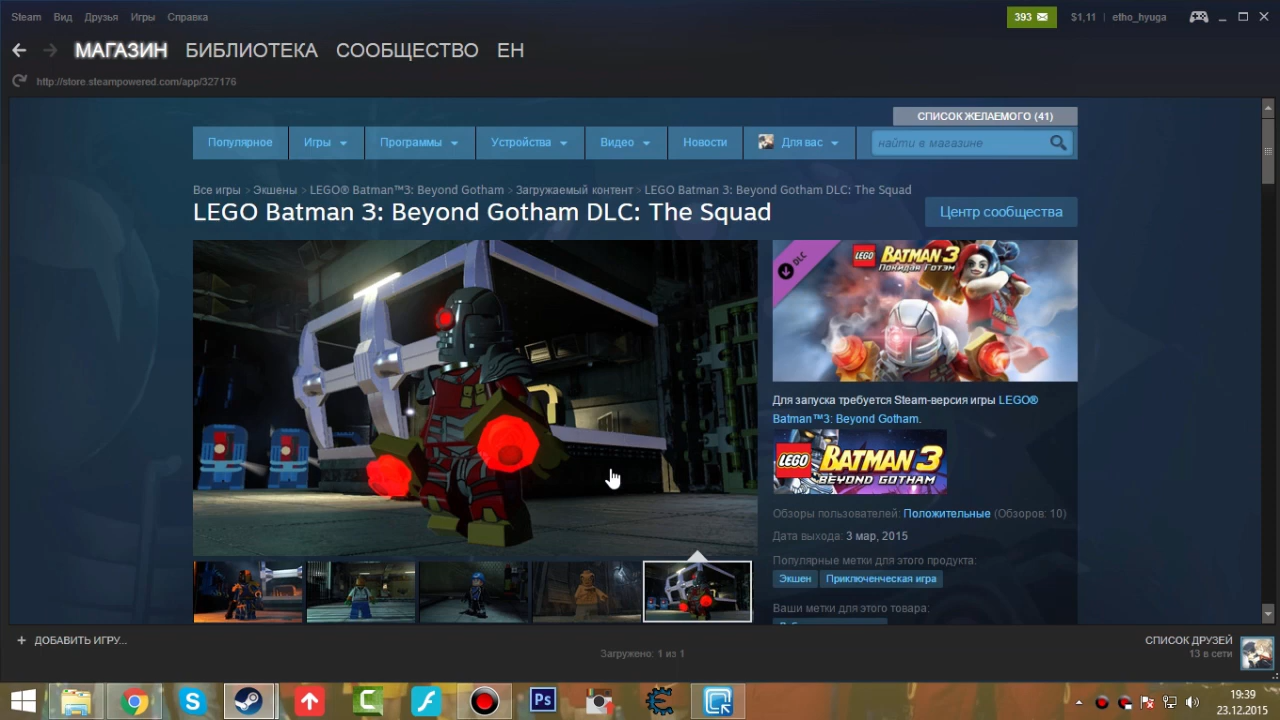 Steam Вид Друзья Игры Справка
393
$1,11 | etho_hyuga
МАГАЗИН БИБЛИОТЕКА СООБЩЕСТВО EH
http://store.steampowered.com/app/327176
СПИСОК ЖЕЛАЕМОГО (41)
Популярное Игры Программы Устройства Видео Новости Для вас найти в магазине
Все игры > Экшены > LEGO® Batman™3: Beyond Gotham > Загружаемый контент > LEGO Batman 3: Beyond Gotham DLC: The Squad
LEGO Batman 3: Beyond Gotham DLC: The Squad
Центр сообщества
DLC
LEGO BATMAN 3
ПОКИДАЯ ГОТЭМ
Для запуска требуется Steam-версия игры LEGO®
Batman™3: Beyond Gotham.
LEGO BATMAN 3
BEYOND GOTHAM
Обзоры пользователей: Положительные (Обзоров: 10)
Дата выхода: 3 мар, 2015
Популярные метки для этого продукта:
Экшен Приключенческая игра
Ваши метки для этого товара:
+ ДОБАВИТЬ ИГРУ...
Загружено: 1 из 1
СПИСОК ДРУЗЕЙ
13 в сети
Ps
19:39
23.12.2015